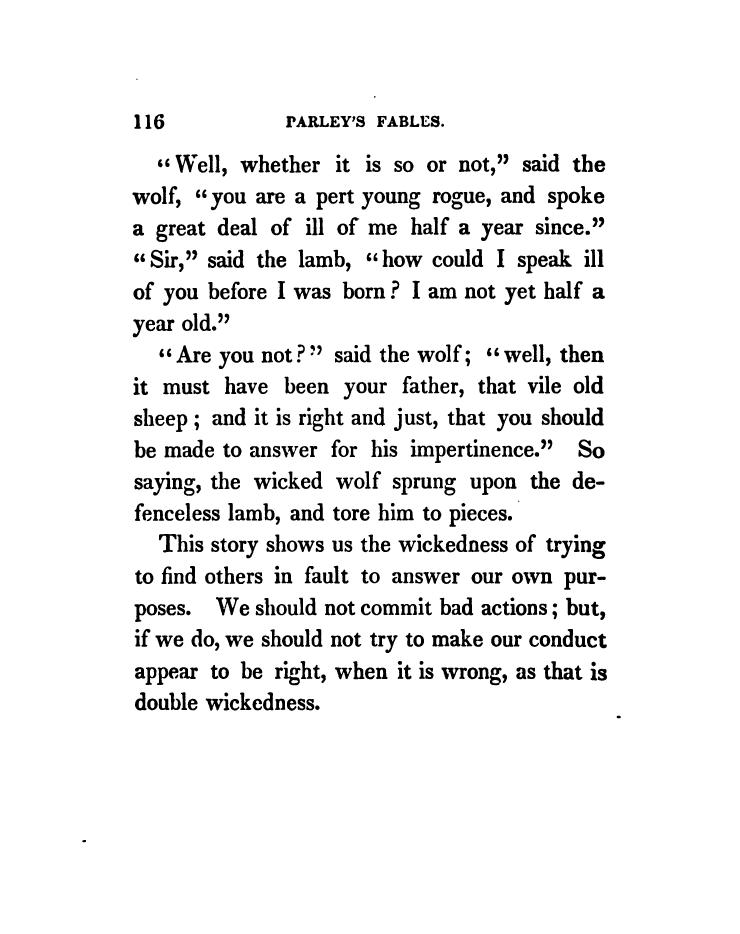 116 PARLEY'S FABLES.
“Well, whether it is so or not,” said the
wolf, “you are a pert young rogue, and spoke
a great deal of ill of me half a year since.”
“Sir,” said the lamb, “how could I speak ill
of you before I was born? I am not yet half a
year old.”
“Are you not?” said the wolf; “well, then
it must have been your father, that vile old
sheep; and it is right and just, that you should
be made to answer for his impertinence.” So
saying, the wicked wolf sprung upon the de-
fenceless lamb, and tore him to pieces.
This story shows us the wickedness of trying
to find others in fault to answer our own pur-
poses. We should not commit bad actions; but,
if we do, we should not try to make our conduct
appear to be right, when it is wrong, as that is
double wickedness.